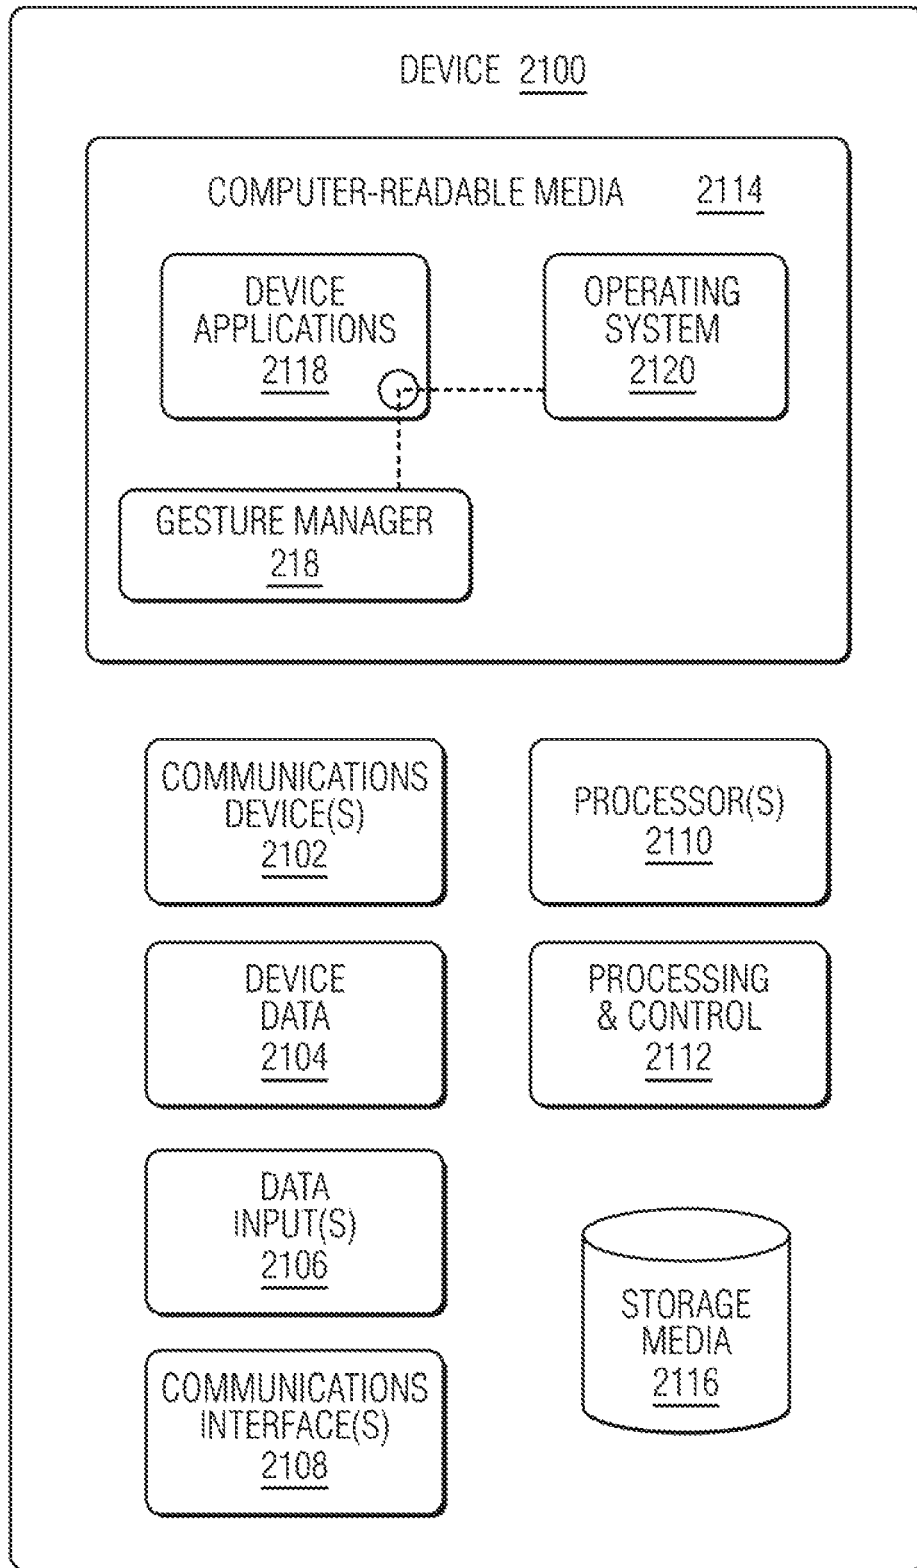 DEVICE 2100
COMPUTER-READABLE MEDIA 2114
DEVICE
APPLICATIONS
2118
OPERATING
SYSTEM
2120
GESTURE MANAGER
218
COMMUNICATIONS
DEVICE(S)
2102
PROCESSOR(S)
2110
DEVICE
DATA
2104
PROCESSING
& CONTROL
2112
DATA
INPUT(S)
2106
STORAGE
MEDIA
2116
COMMUNICATIONS
INTERFACE(S)
2108